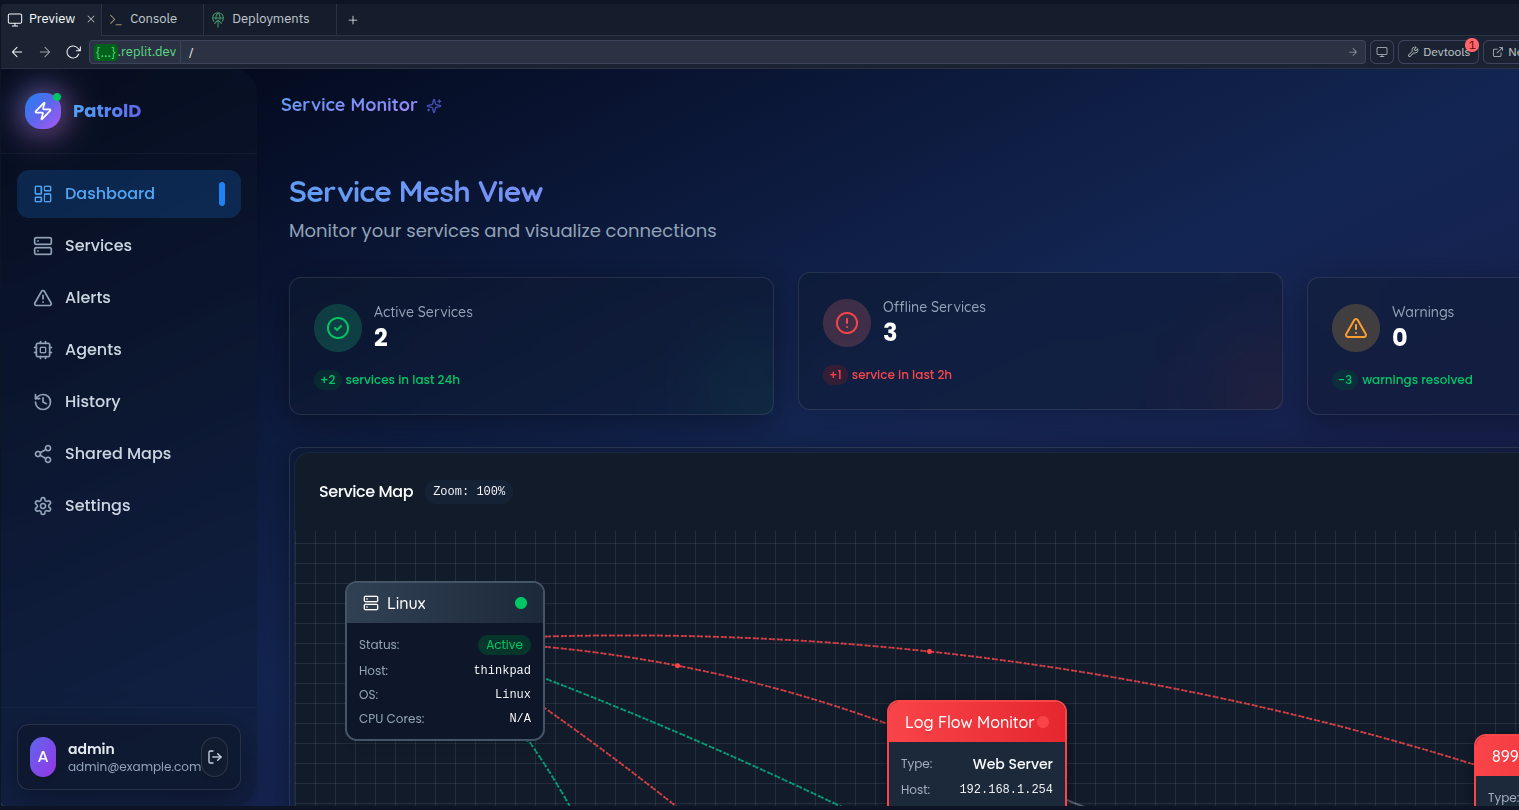 Preview
Console
Deployments
{...}.replit.dev /
Devtools 1
PatrolD
Service Monitor
Dashboard
Services
Alerts
Agents
History
Shared Maps
Settings
A
admin
admin@example.com
Service Mesh View
Monitor your services and visualize connections
Active Services
2
+2 services in last 24h
Offline Services
3
+1 service in last 2h
Warnings
0
-3 warnings resolved
Service Map Zoom: 100%
Linux
Status: Active
Host: thinkpad
OS: Linux
CPU Cores: N/A
Log Flow Monitor
Type: Web Server
Host: 192.168.1.254
899
Type: